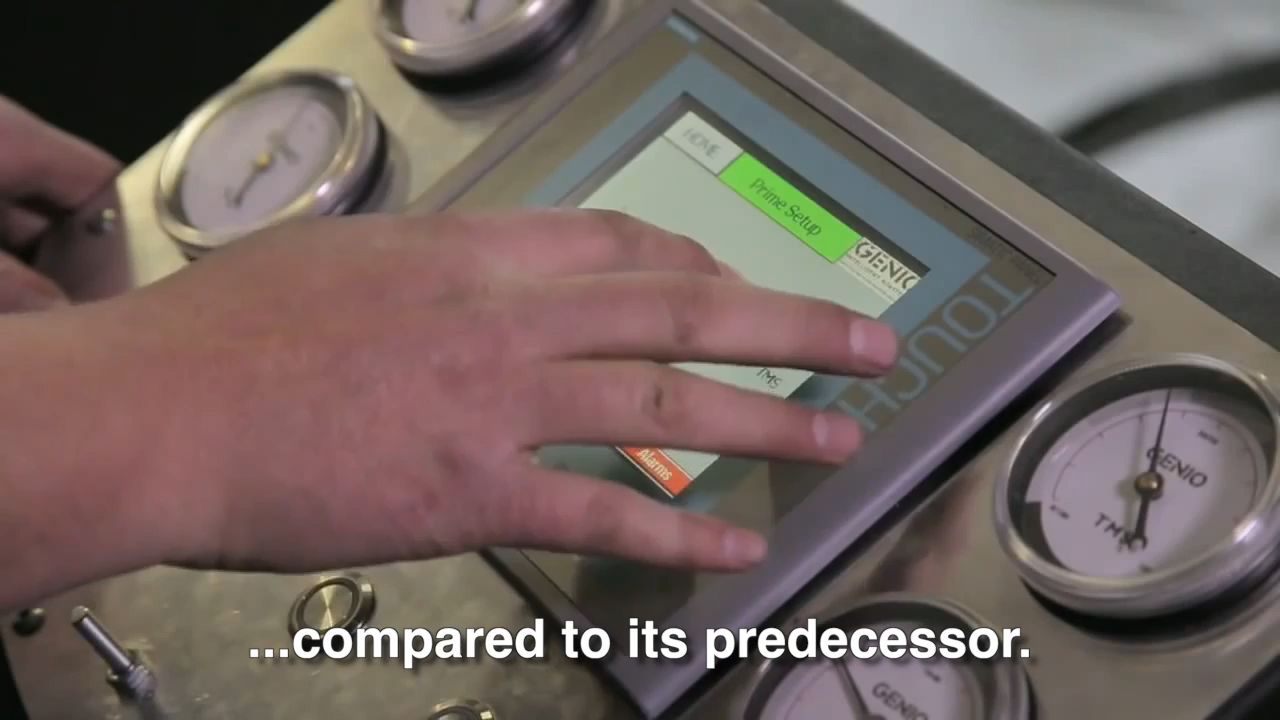 HOME
Prime Setup
GENIO
TOUCH
TMS
Alarms
GENIO
TMS
GENIO
...compared to its predecessor.